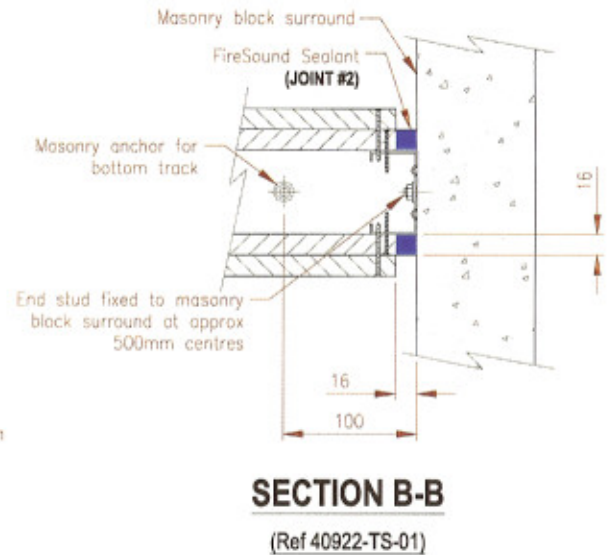 Masonry block surround
FireSound Sealant
(JOINT #2)
Masonry anchor for
bottom track
16
End stud fixed to masonry
block surround at approx
500mm centres
16
100
SECTION B-B
(Ref 40922-TS-01)